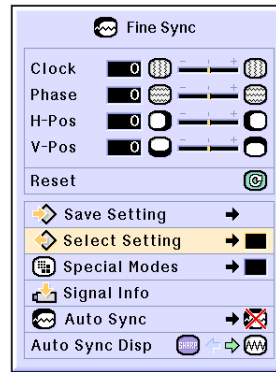 Fine Sync
Clock 0 - +
Phase 0 - +
H-Pos 0 - +
V-Pos 0 - +
Reset
Save Setting
Select Setting
Special Modes
Signal Info
Auto Sync
Auto Sync Disp SHARP